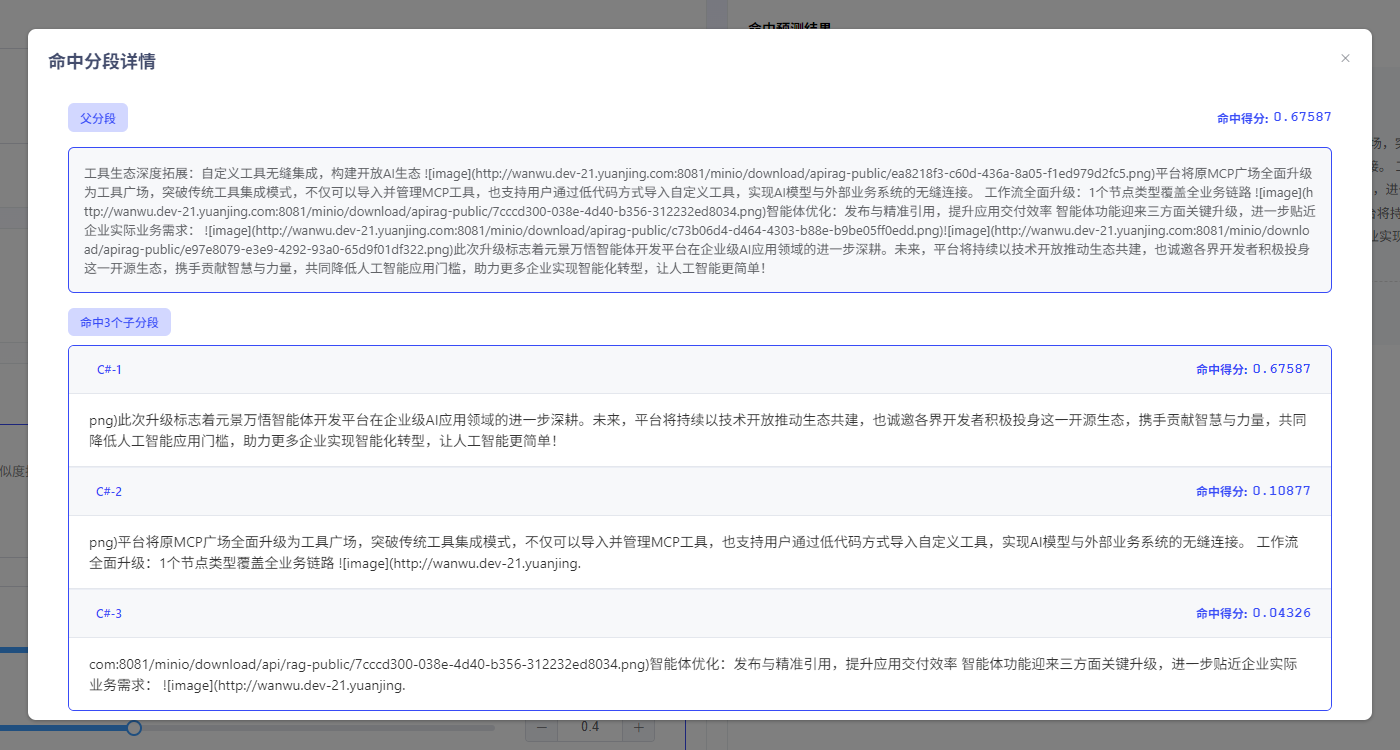 命中预测结果
命中分段详情
×
父分段
命中得分: 0.67587
工具生态深度拓展：自定义工具无缝集成，构建开放AI生态 ![image](http://wanwu.dev-21.yuanjing.com:8081/minio/download/apirag-public/ea8218f3-c60d-436a-8a05-f1ed979d2fc5.png)平台将原MCP广场全面升级
为工具广场，突破传统工具集成模式，不仅可以导入并管理MCP工具，也支持用户通过低代码方式导入自定义工具，实现AI模型与外部业务系统的无缝连接。 工作流全面升级：1个节点类型覆盖全业务链路 ![image](h
ttp://wanwu.dev-21.yuanjing.com:8081/minio/download/apirag-public/7cccd300-038e-4d40-b356-312232ed8034.png)智能体优化：发布与精准引用，提升应用交付效率 智能体功能迎来三方面关键升级，进一步贴近
企业实际业务需求： ![image](http://wanwu.dev-21.yuanjing.com:8081/minio/download/apirag-public/c73b06d4-d464-4303-b88e-b9be05ff0edd.png)![image](http://wanwu.dev-21.yuanjing.com:8081/minio/downlo
ad/apirag-public/e97e8079-e3e9-4292-93a0-65d9f01df322.png)此次升级标志着元景万悟智能体开发平台在企业级AI应用领域的进一步深耕。未来，平台将持续以技术开放推动生态共建，也诚邀各界开发者积极投身
这一开源生态，携手贡献智慧与力量，共同降低人工智能应用门槛，助力更多企业实现智能化转型，让人工智能更简单！
命中3个子分段
C#-1
命中得分: 0.67587
png)此次升级标志着元景万悟智能体开发平台在企业级AI应用领域的进一步深耕。未来，平台将持续以技术开放推动生态共建，也诚邀各界开发者积极投身这一开源生态，携手贡献智慧与力量，共同
降低人工智能应用门槛，助力更多企业实现智能化转型，让人工智能更简单！
C#-2
命中得分: 0.10877
png)平台将原MCP广场全面升级为工具广场，突破传统工具集成模式，不仅可以导入并管理MCP工具，也支持用户通过低代码方式导入自定义工具，实现AI模型与外部业务系统的无缝连接。 工作流
全面升级：1个节点类型覆盖全业务链路 ![image](http://wanwu.dev-21.yuanjing.
C#-3
命中得分: 0.04326
com:8081/minio/download/api/rag-public/7cccd300-038e-4d40-b356-312232ed8034.png)智能体优化：发布与精准引用，提升应用交付效率 智能体功能迎来三方面关键升级，进一步贴近企业实际
业务需求： ![image](http://wanwu.dev-21.yuanjing.
似度
0.4